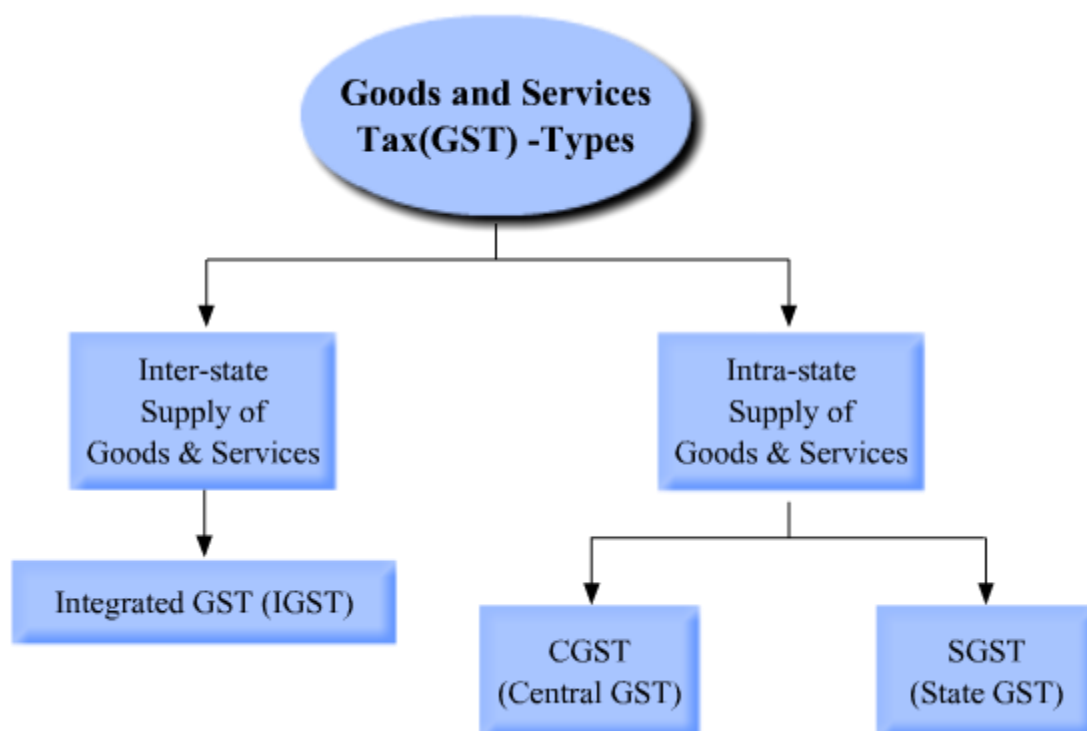 Goods and Services
Tax(GST) -Types
Inter-state
Supply of
Goods & Services
Intra-state
Supply of
Goods & Services
Integrated GST (IGST)
CGST
(Central GST)
SGST
(State GST)